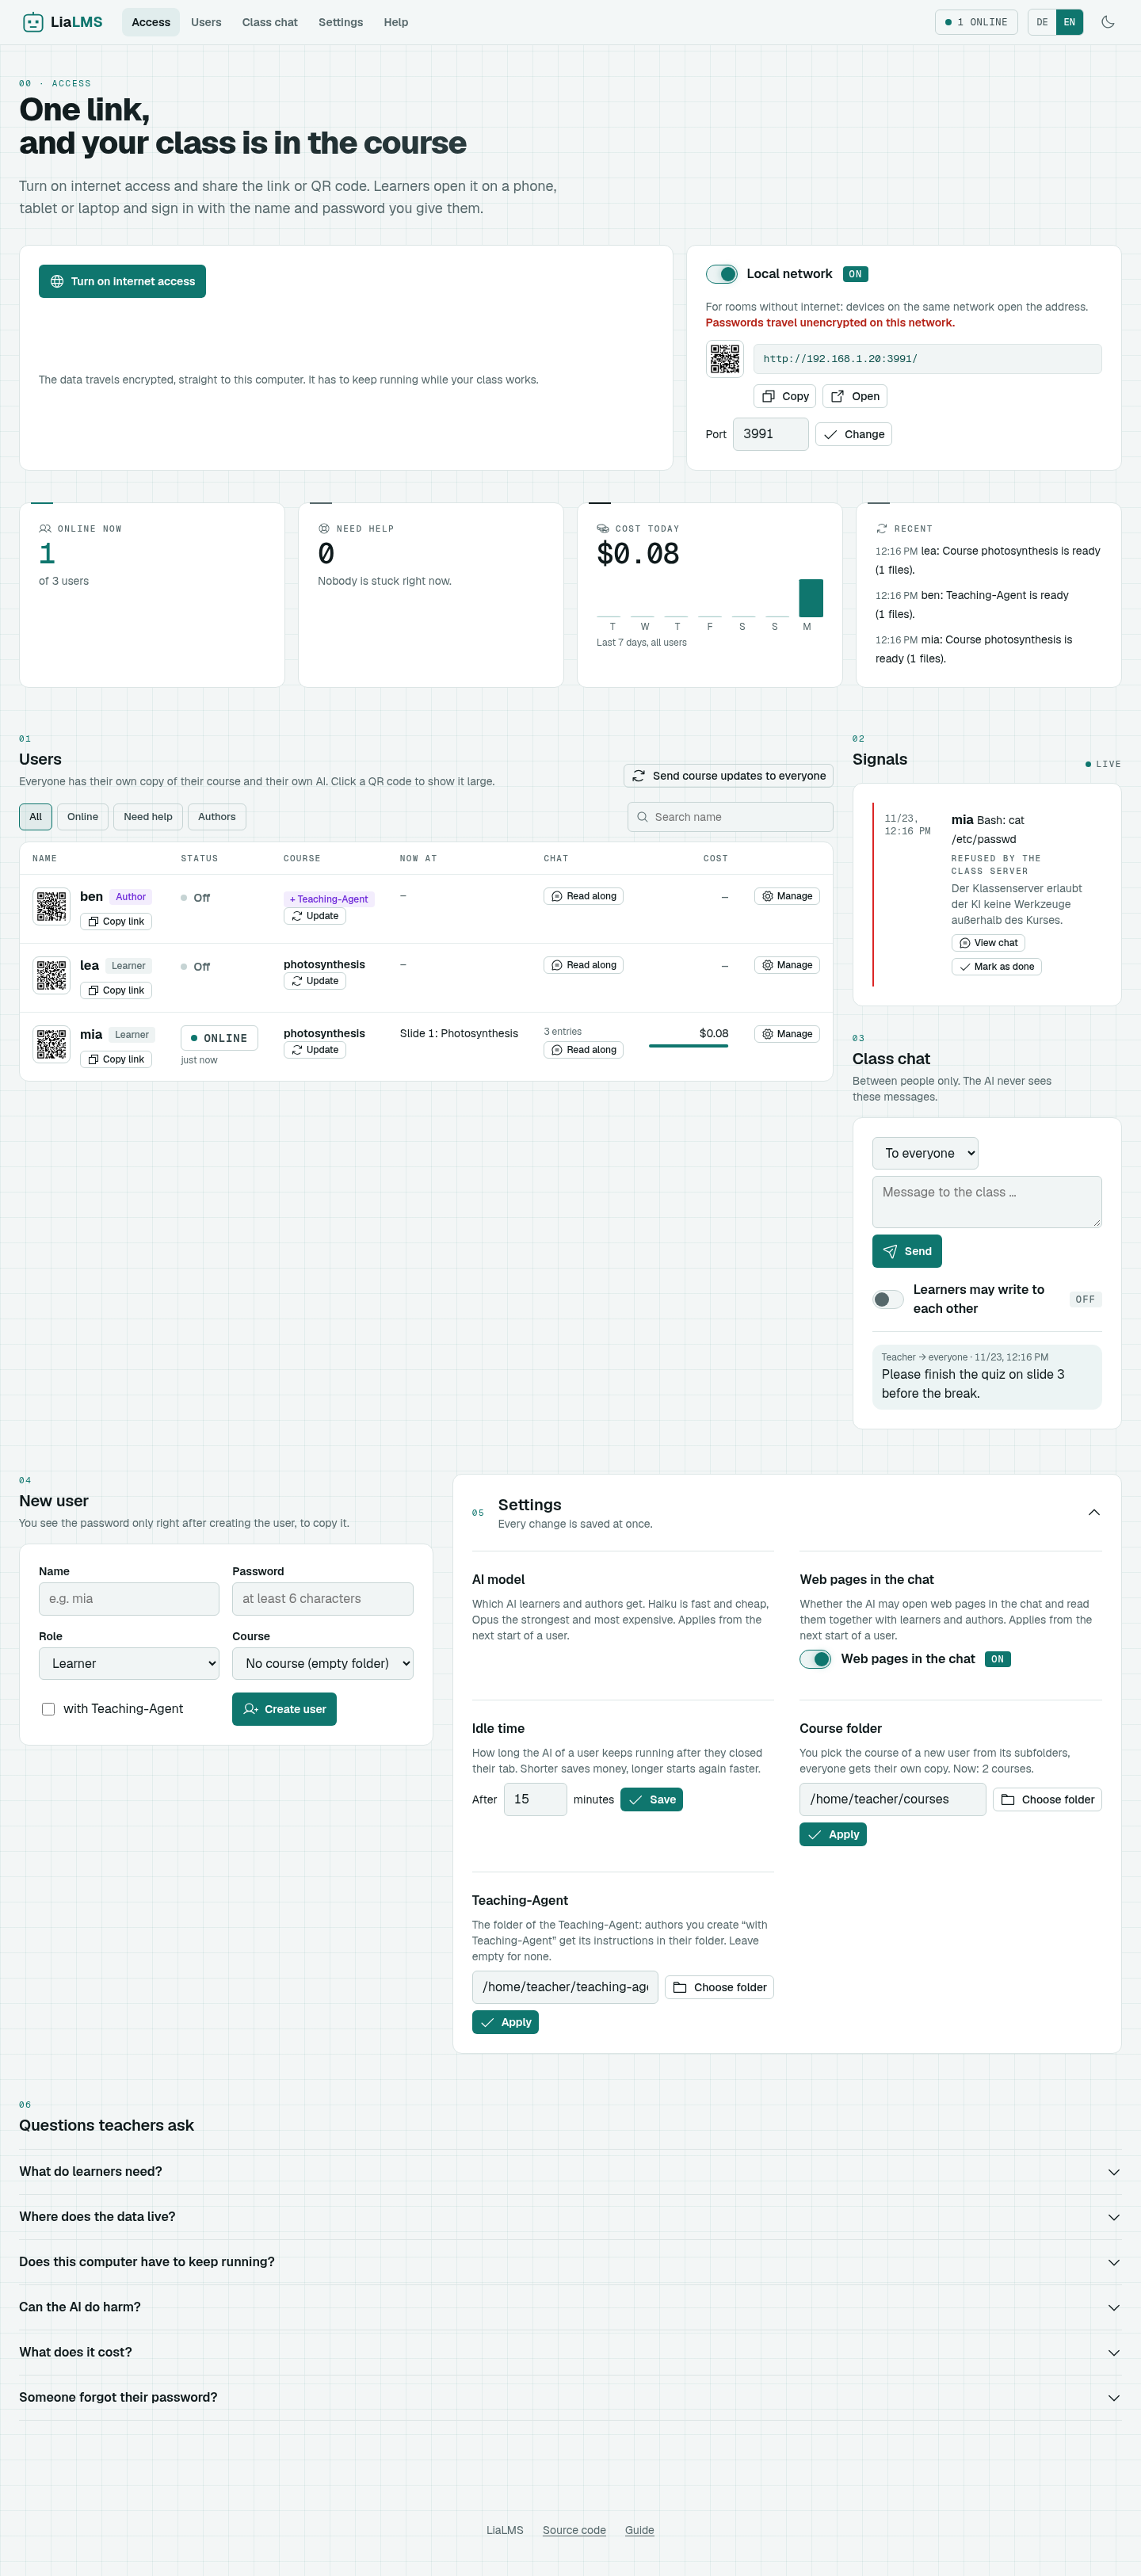 LiaLMS
Access
Users
Class chat
Settings
Help
1 ONLINE
DE
EN
00 · ACCESS
One link,
and your class is in the course
Turn on internet access and share the link or QR code. Learners open it on a phone,
tablet or laptop and sign in with the name and password you give them.
Turn on internet access
The data travels encrypted, straight to this computer. It has to keep running while your class works.
Local network ON
For rooms without internet: devices on the same network open the address.
Passwords travel unencrypted on this network.
http://192.168.1.20:3991/
Copy
Open
Port 3991 Change
ONLINE NOW
1
of 3 users
NEED HELP
0
Nobody is stuck right now.
COST TODAY
$0.08
T W T F S S M
Last 7 days, all users
RECENT
12:16 PM lea: Course photosynthesis is ready
(1 files).
12:16 PM ben: Teaching-Agent is ready
(1 files).
12:16 PM mia: Course photosynthesis is
ready (1 files).
01
Users
Everyone has their own copy of their course and their own AI. Click a QR code to show it large.
Send course updates to everyone
All
Online
Need help
Authors
Search name
NAME STATUS COURSE NOW AT CHAT COST
ben Author Off + Teaching-Agent – Read along – Manage
Copy link Update
lea Learner Off photosynthesis – Read along – Manage
Copy link Update
mia Learner ONLINE photosynthesis Slide 1: Photosynthesis 3 entries $0.08 Manage
Copy link just now Update Read along
02
Signals
LIVE
11/23,
12:16 PM
mia Bash: cat
/etc/passwd
REFUSED BY THE
CLASS SERVER
Der Klassenserver erlaubt
der KI keine Werkzeuge
außerhalb des Kurses.
View chat
Mark as done
03
Class chat
Between people only. The AI never sees
these messages.
To everyone
Message to the class ...
Send
Learners may write to
each other
OFF
Teacher → everyone · 11/23, 12:16 PM
Please finish the quiz on slide 3
before the break.
04
New user
You see the password only right after creating the user, to copy it.
Name Password
e.g. mia at least 6 characters
Role Course
Learner No course (empty folder)
with Teaching-Agent Create user
05
Settings
Every change is saved at once.
AI model
Which AI learners and authors get. Haiku is fast and cheap,
Opus the strongest and most expensive. Applies from the
next start of a user.
Web pages in the chat
Whether the AI may open web pages in the chat and read
them together with learners and authors. Applies from the
next start of a user.
Web pages in the chat ON
Idle time
How long the AI of a user keeps running after they closed
their tab. Shorter saves money, longer starts again faster.
After 15 minutes Save
Course folder
You pick the course of a new user from its subfolders,
everyone gets their own copy. Now: 2 courses.
/home/teacher/courses Choose folder
Apply
Teaching-Agent
The folder of the Teaching-Agent: authors you create “with
Teaching-Agent” get its instructions in their folder. Leave
empty for none.
/home/teacher/teaching-age Choose folder
Apply
06
Questions teachers ask
What do learners need?
Where does the data live?
Does this computer have to keep running?
Can the AI do harm?
What does it cost?
Someone forgot their password?
LiaLMS Source code Guide